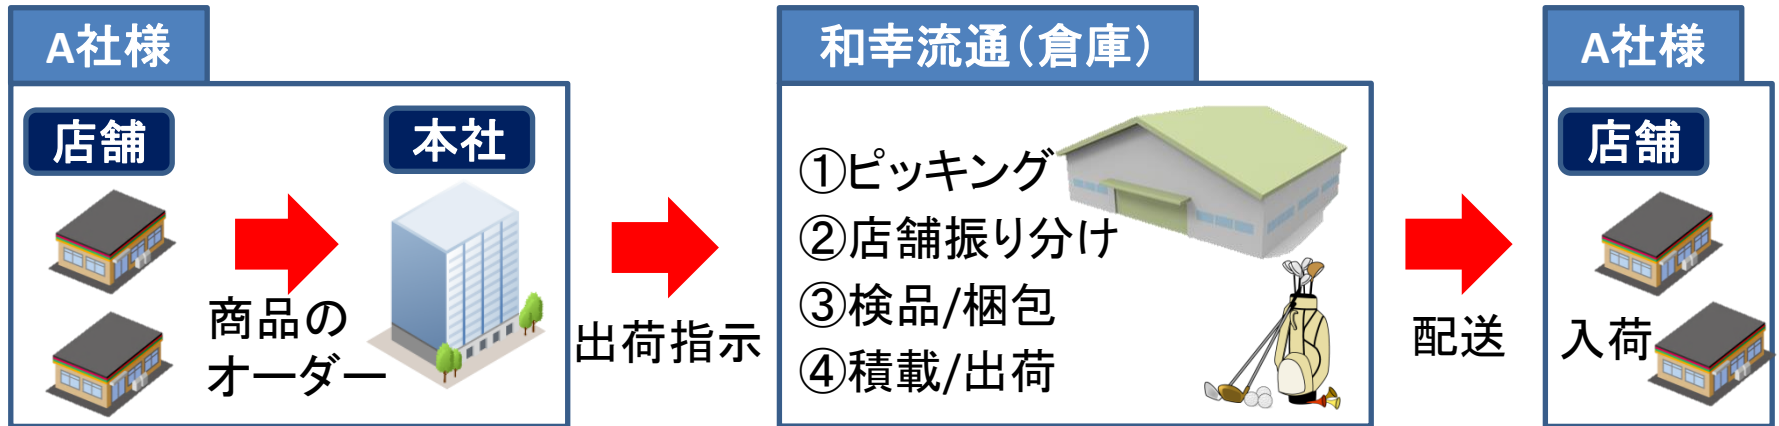 A社様
店舗
本社
商品の
オーダー
出荷指示
和幸流通(倉庫)
①ピッキング
②店舗振り分け
③検品/梱包
④積載/出荷
配送
A社様
店舗
入荷